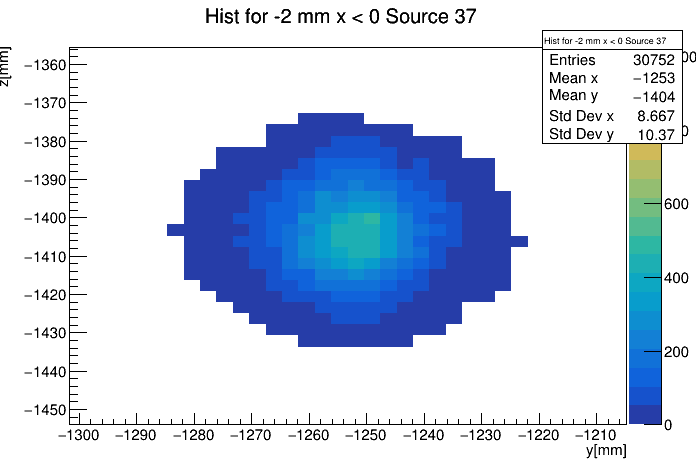 Hist for -2 mm x < 0 Source 37
Hist for -2 mm x < 0 Source 37
Entries 30752
Mean x −1253
Mean y −1404
Std Dev x 8.667
Std Dev y 10.37
z[mm]
−1360
−1370
−1380
−1390
−1400
−1410
−1420
−1430
−1440
−1450
−1300 −1290 −1280 −1270 −1260 −1250 −1240 −1230 −1220 −1210
y[mm]
600
400
200
0